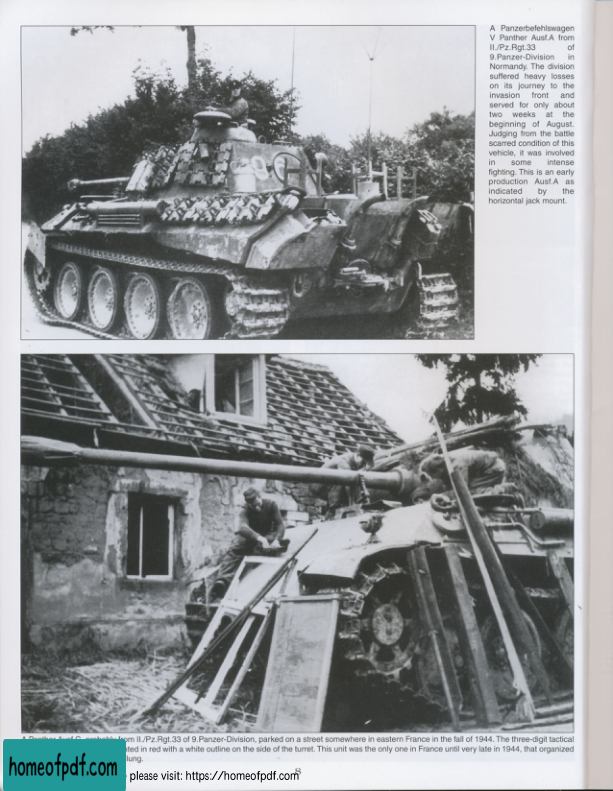 A Panzerbefehlswagen
V Panther Ausf.A from
II./Pz.Rgt.33 of
9.Panzer-Division in
Normandy. The division
suffered heavy losses
on its journey to the
invasion front and
served for only about
two weeks at the
beginning of August.
Judging from the battle
scarred condition of this
vehicle, it was involved
in some intense
fighting. This is an early
production Ausf.A as
indicated by the
horizontal jack mount.
A Panther Ausf.G, probably from II./Pz.Rgt.33 of 9.Panzer-Division, parked on a street somewhere in eastern France in the fall of 1944. The three-digit tactical
in red with a white outline on the side of the turret. This unit was the only one in France until very late in 1944, that organized
homeofpdf.com
please visit: https://homeofpdf.com
8